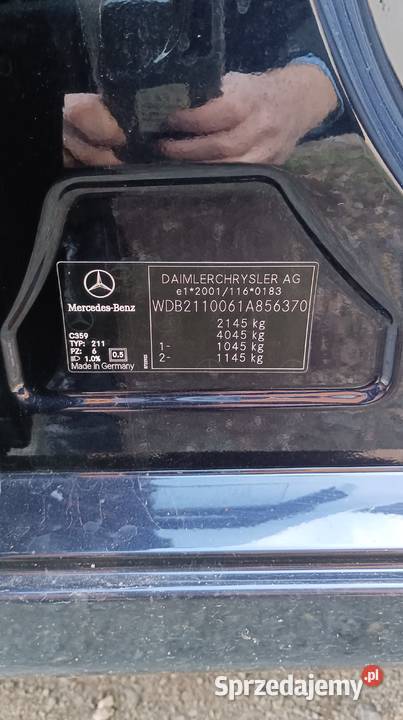 DAIMLERCHRYSLER AG
e1*2001/116*0183
WDB2110061A856370
2145 kg
4045 kg
1- 1045 kg
2- 1145 kg
Mercedes-Benz
C359
TYP: 211
PZ: 6
1.0% 0.5
Made in Germany
Sprzedajemy.pl